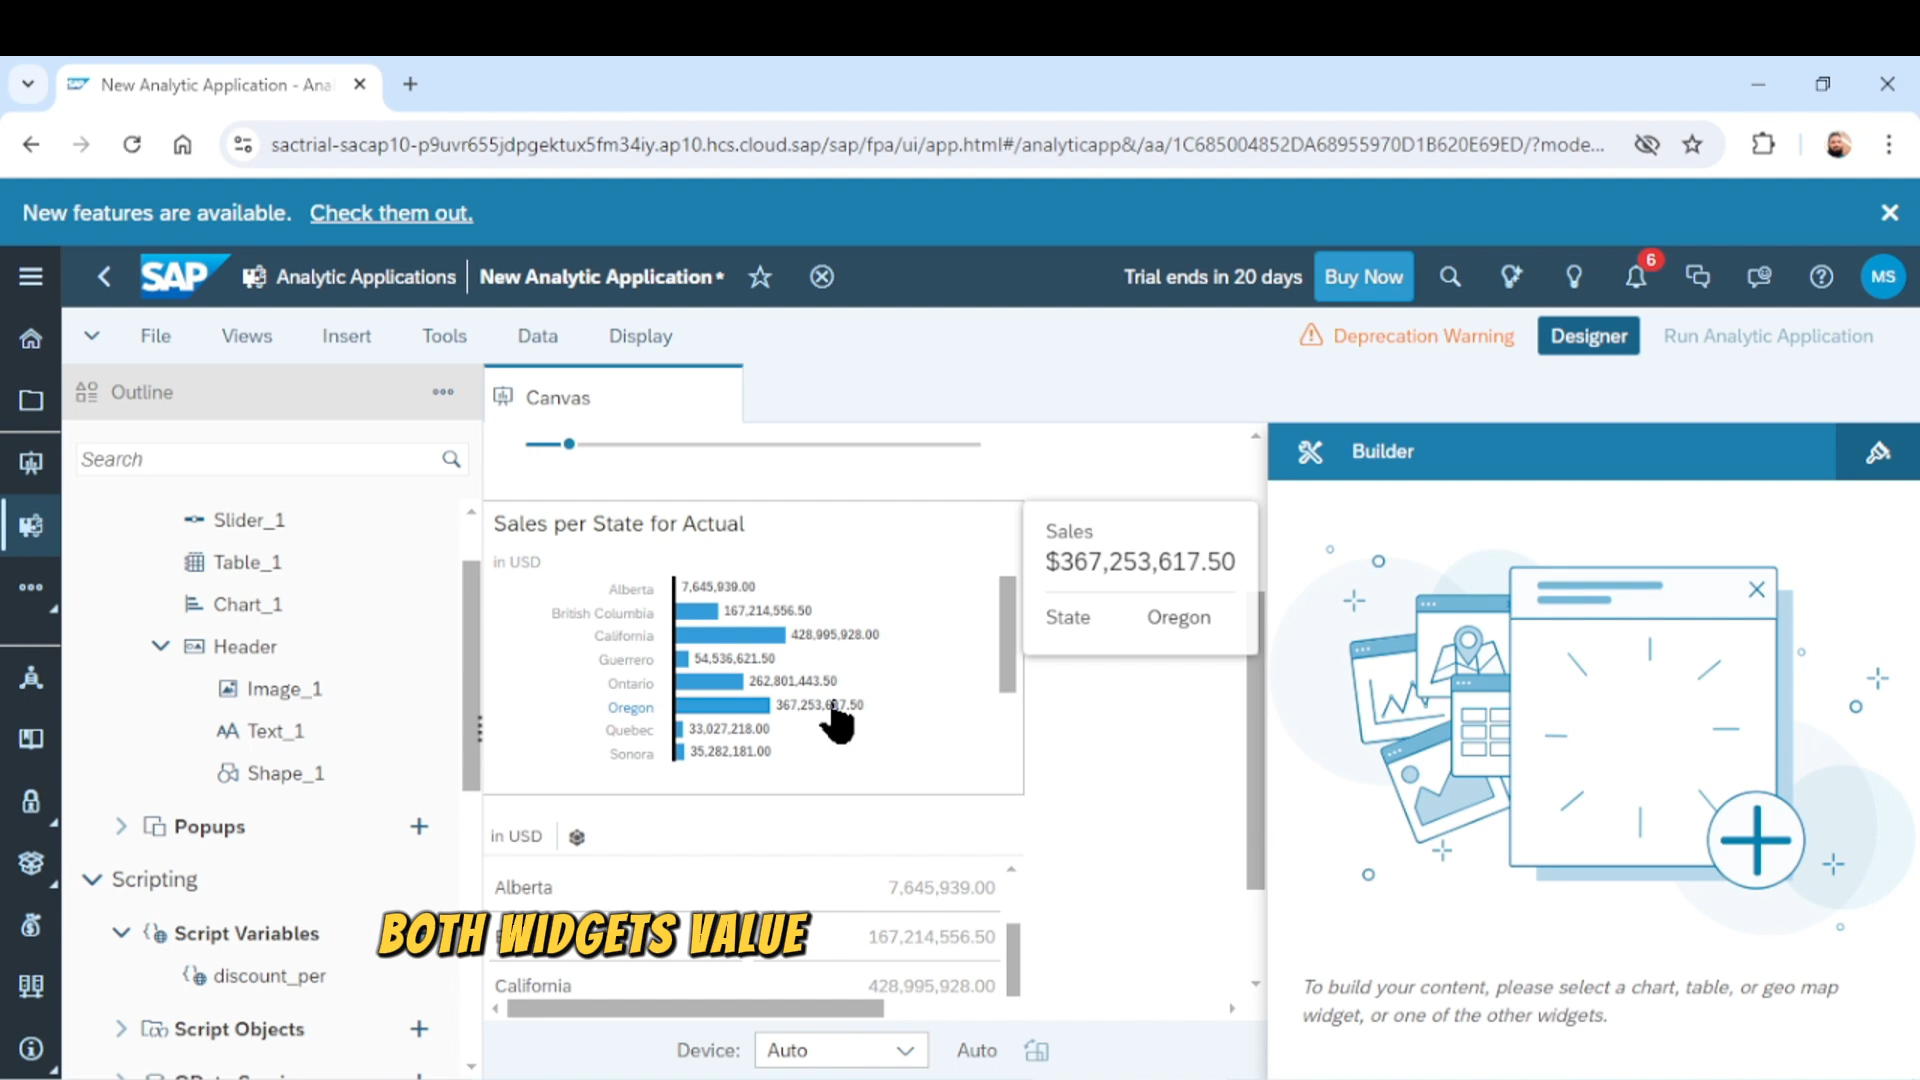 New Analytic Application - Ana
sactrial-sacap10-p9uvr655jdpgektux5fm34iy.ap10.hcs.cloud.sap/sap/fpa/ui/app.html#/analyticapp&/aa/1C685004852DA68955970D1B620E69ED/?mode...
New features are available. Check them out.
SAP Analytic Applications New Analytic Application * Trial ends in 20 days Buy Now 6 MS
File Views Insert Tools Data Display Deprecation Warning Designer Run Analytic Application
Outline
Search
Slider_1
Table_1
Chart_1
Header
Image_1
Text_1
Shape_1
Popups
Scripting
Script Variables
discount_per
Script Objects
Canvas
Sales per State for Actual
in USD
Alberta 7,645,939.00
British Columbia 167,214,556.50
California 428,995,928.00
Guerrero 54,536,621.50
Ontario 262,801,443.50
Oregon 367,253,617.50
Quebec 33,027,218.00
Sonora 35,282,181.00
Sales
$367,253,617.50
State Oregon
in USD
Alberta 7,645,939.00
167,214,556.50
California 428,995,928.00
BOTH WIDGETS VALUE
Device: Auto Auto
Builder
To build your content, please select a chart, table, or geo map
widget, or one of the other widgets.